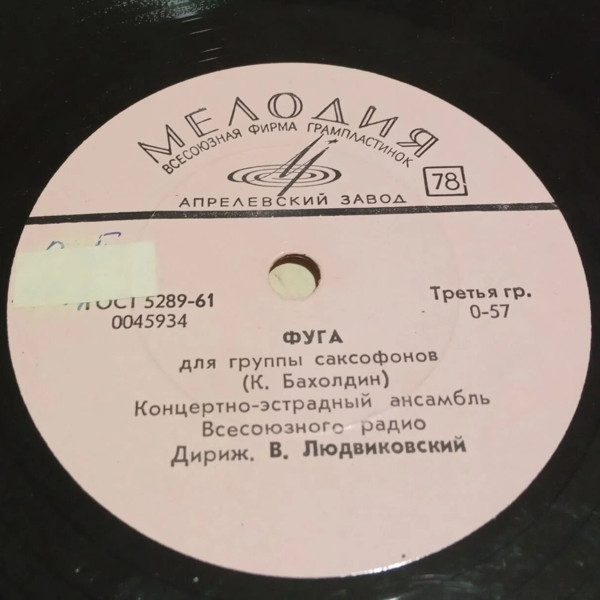 МЕЛОДИЯ
ВСЕСОЮЗНАЯ ФИРМА ГРАМПЛАСТИНОК
78
АПРЕЛЕВСКИЙ ЗАВОД
ГОСТ 5289-61
0045934
Третья гр.
0-57
ФУГА
для группы саксофонов
(К. Бахолдин)
Концертно-эстрадный ансамбль
Всесоюзного радио
Дириж. В. Людвиковский